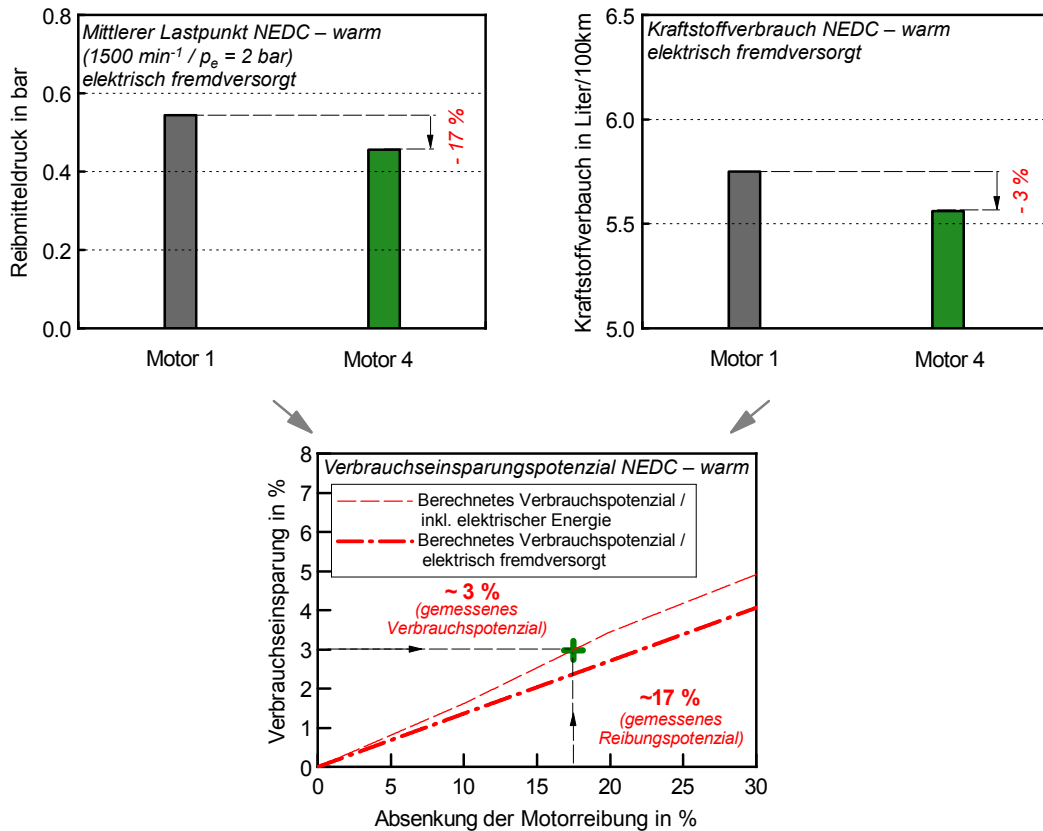 Mittlerer Lastpunkt NEDC – warm
(1500 min⁻¹ / pₑ = 2 bar)
elektrisch fremdversorgt
Reibmitteldruck in bar
0.8
0.6
0.4
0.2
0.0
- 17 %
Motor 1
Motor 4
Kraftstoffverbrauch NEDC – warm
elektrisch fremdversorgt
Kraftstoffverbauch in Liter/100km
6.5
6.0
5.5
5.0
- 3 %
Motor 1
Motor 4
Verbrauchseinsparungspotenzial NEDC – warm
Berechnetes Verbrauchspotenzial /
inkl. elektrischer Energie
Berechnetes Verbrauchspotenzial /
elektrisch fremdversorgt
~ 3 %
(gemessenes
Verbrauchspotenzial)
~17 %
(gemessenes
Reibungspotenzial)
Verbrauchseinsparung in %
8
7
6
5
4
3
2
1
0
0 5 10 15 20 25 30
Absenkung der Motorreibung in %